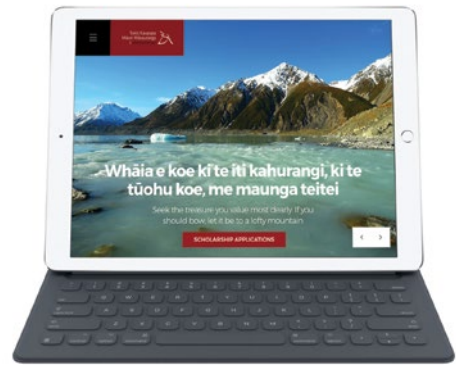 Whāia e koe ki te iti kahurangi, ki te
tūohu koe, me maunga teitei
Seek the treasure you value most dearly. If you
should bow, let it be to a lofty mountain
SCHOLARSHIP APPLICATIONS